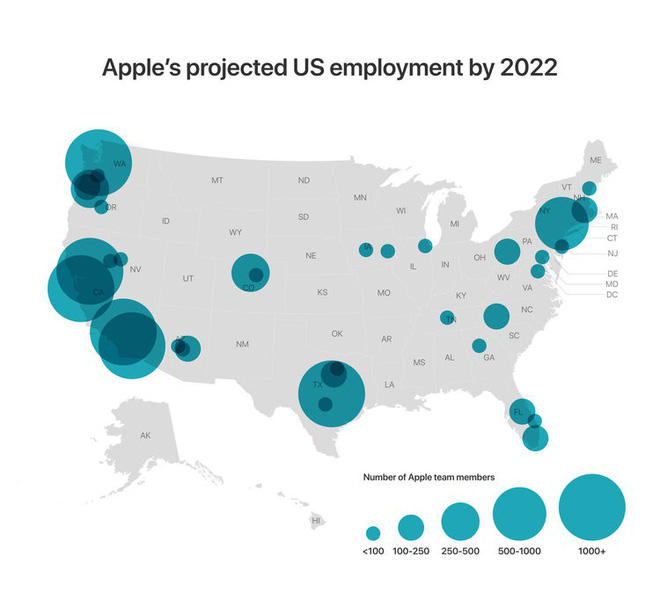 Apple's projected US employment by 2022
ME
WA
VT
MT
ND
NH
MN
OR
NY
MA
WI
SD
ID
MI
RI
WY
CT
PA
IA
NE
NJ
OH
IL
IN
NV
UT
DE
WV
MD
CO
CA
KS
MO
VA
DC
KY
NC
TN
OK
AZ
AR
NM
SC
MS
AL
GA
TX
LA
FL
AK
HI
Number of Apple team members
<100
100-250
250-500
500-1000
1000+